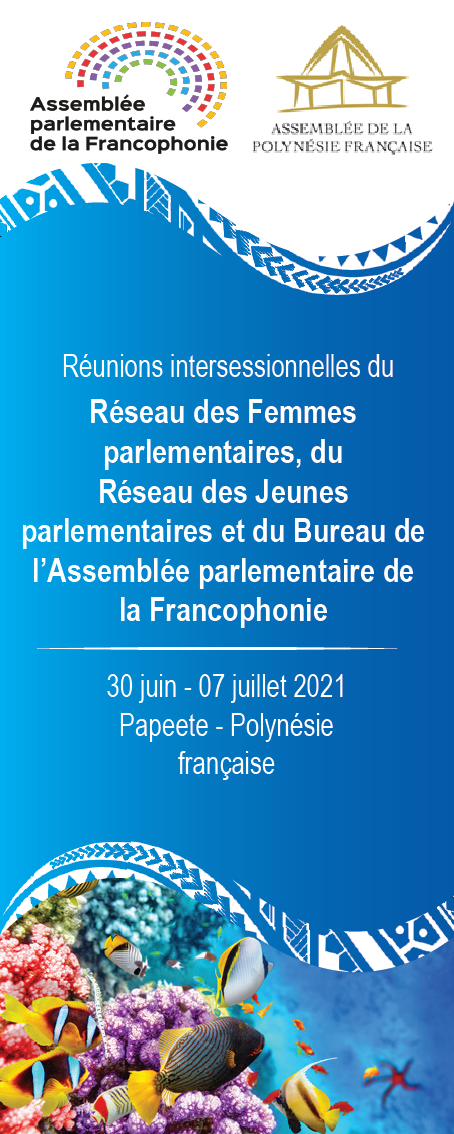 Assemblée
parlementaire
de la Francophonie
ASSEMBLÉE DE LA
POLYNÉSIE FRANÇAISE
Réunions intersessionnelles du
Réseau des Femmes
parlementaires, du
Réseau des Jeunes
parlementaires et du Bureau de
l’Assemblée parlementaire de
la Francophonie
30 juin - 07 juillet 2021
Papeete - Polynésie
française